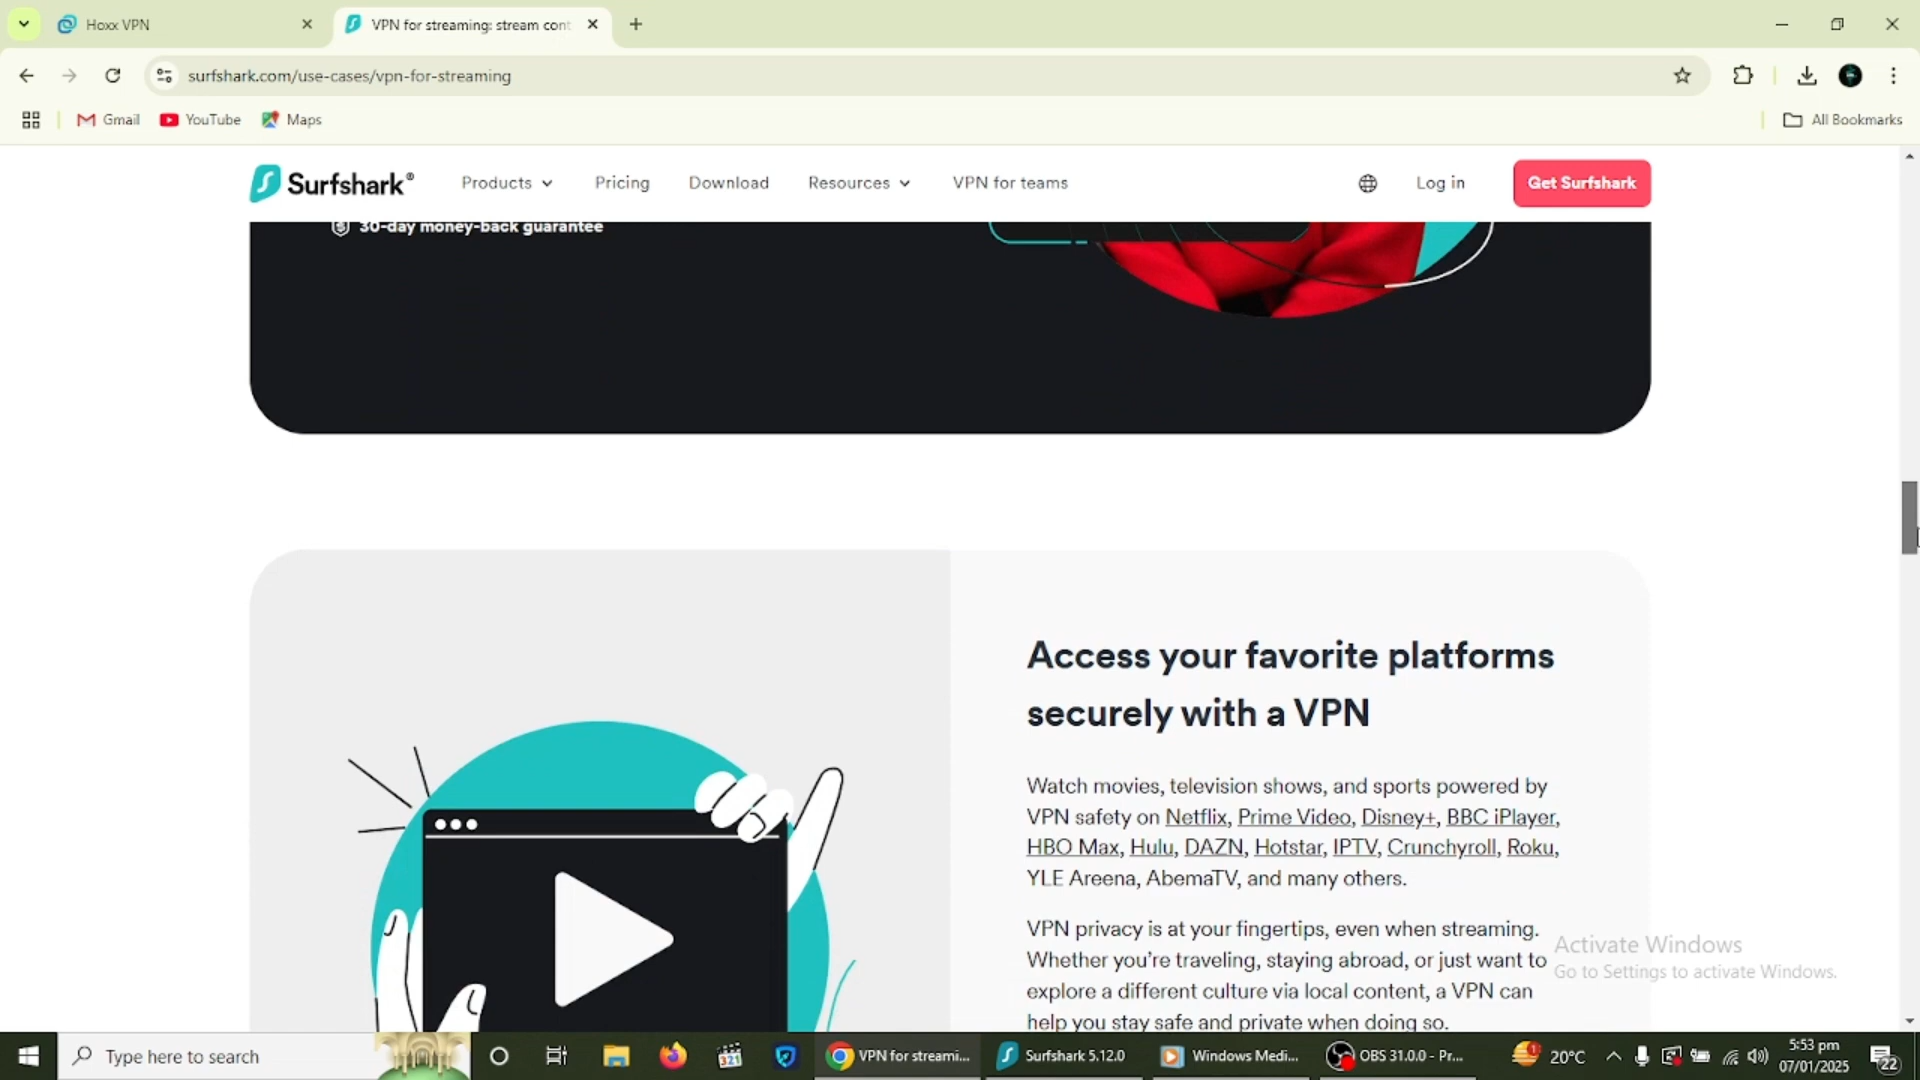 Hoxx VPN
VPN for streaming: stream cont
surfshark.com/use-cases/vpn-for-streaming
Gmail
YouTube
Maps
All Bookmarks
Surfshark®
Products
Pricing
Download
Resources
VPN for teams
Log in
Get Surfshark
30-day money-back guarantee
Access your favorite platforms
securely with a VPN
Watch movies, television shows, and sports powered by
VPN safety on Netflix, Prime Video, Disney+, BBC iPlayer,
HBO Max, Hulu, DAZN, Hotstar, IPTV, Crunchyroll, Roku,
YLE Areena, AbemaTV, and many others.
VPN privacy is at your fingertips, even when streaming.
Whether you're traveling, staying abroad, or just want to
explore a different culture via local content, a VPN can
help you stay safe and private when doing so.
Activate Windows
Go to Settings to activate Windows.
Type here to search
321
VPN for streami...
Surfshark 5.12.0
Windows Medi...
OBS 31.0.0 - Pr...
1
20°C
5:53 pm
07/01/2025
22